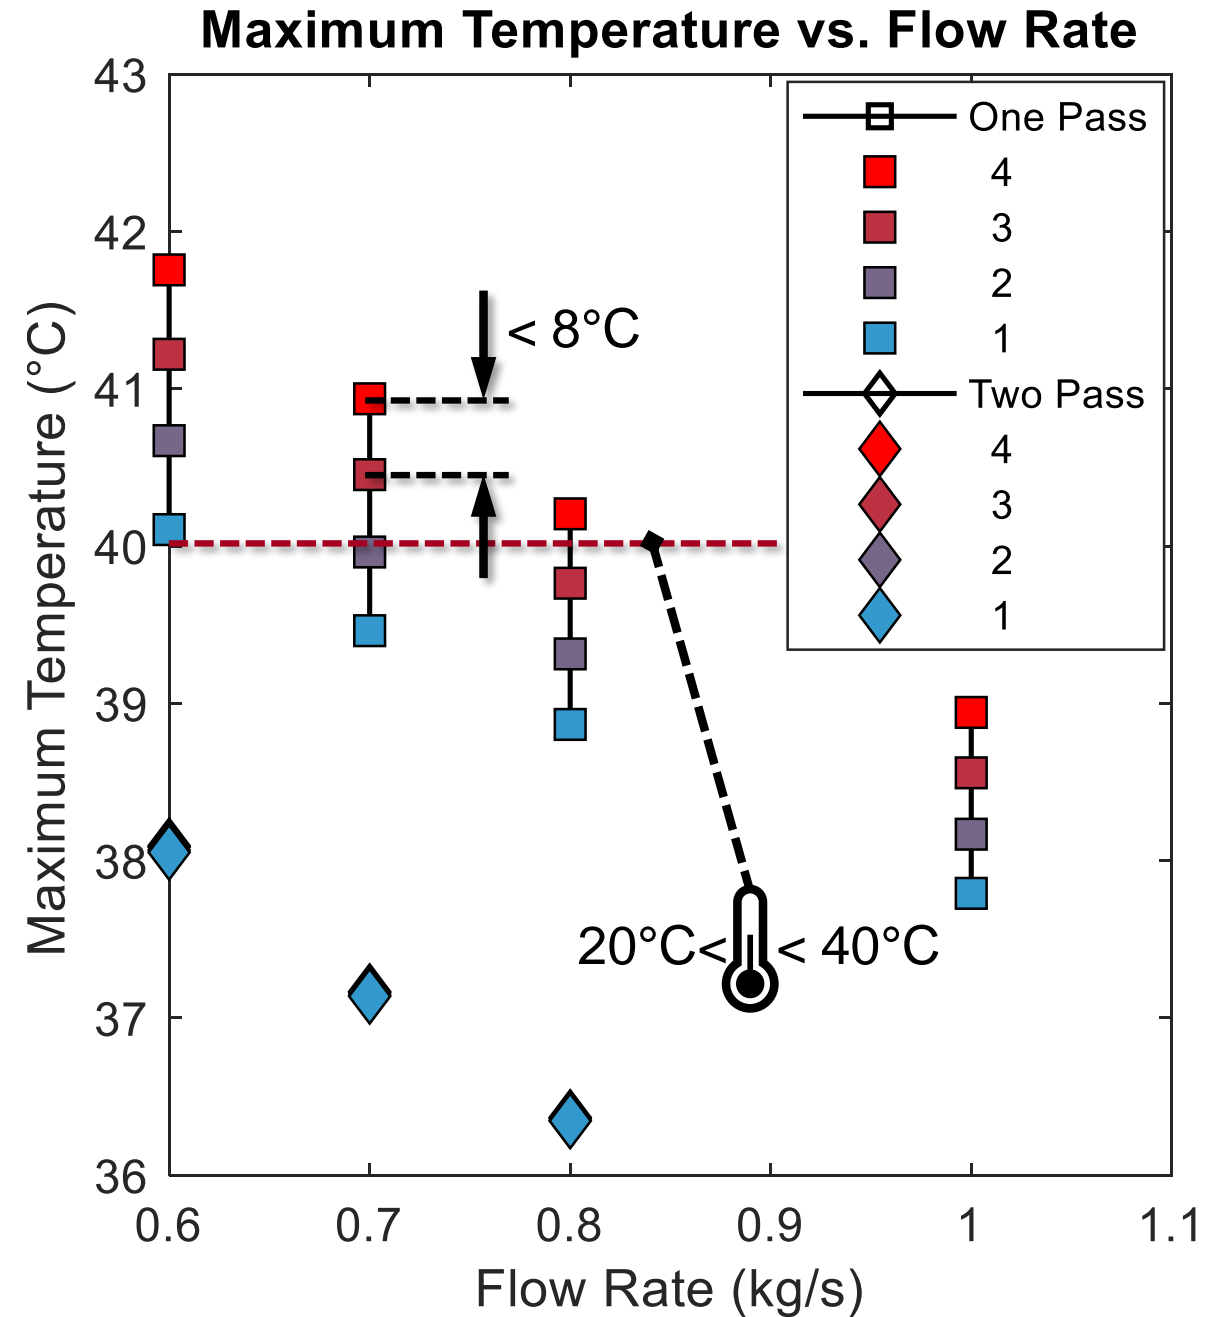 Maximum Temperature vs. Flow Rate
43
42
41
40
39
38
37
36
Maximum Temperature (°C)
One Pass
4
3
2
1
Two Pass
4
3
2
1
< 8°C
20°C< < 40°C
0.6 0.7 0.8 0.9 1 1.1
Flow Rate (kg/s)